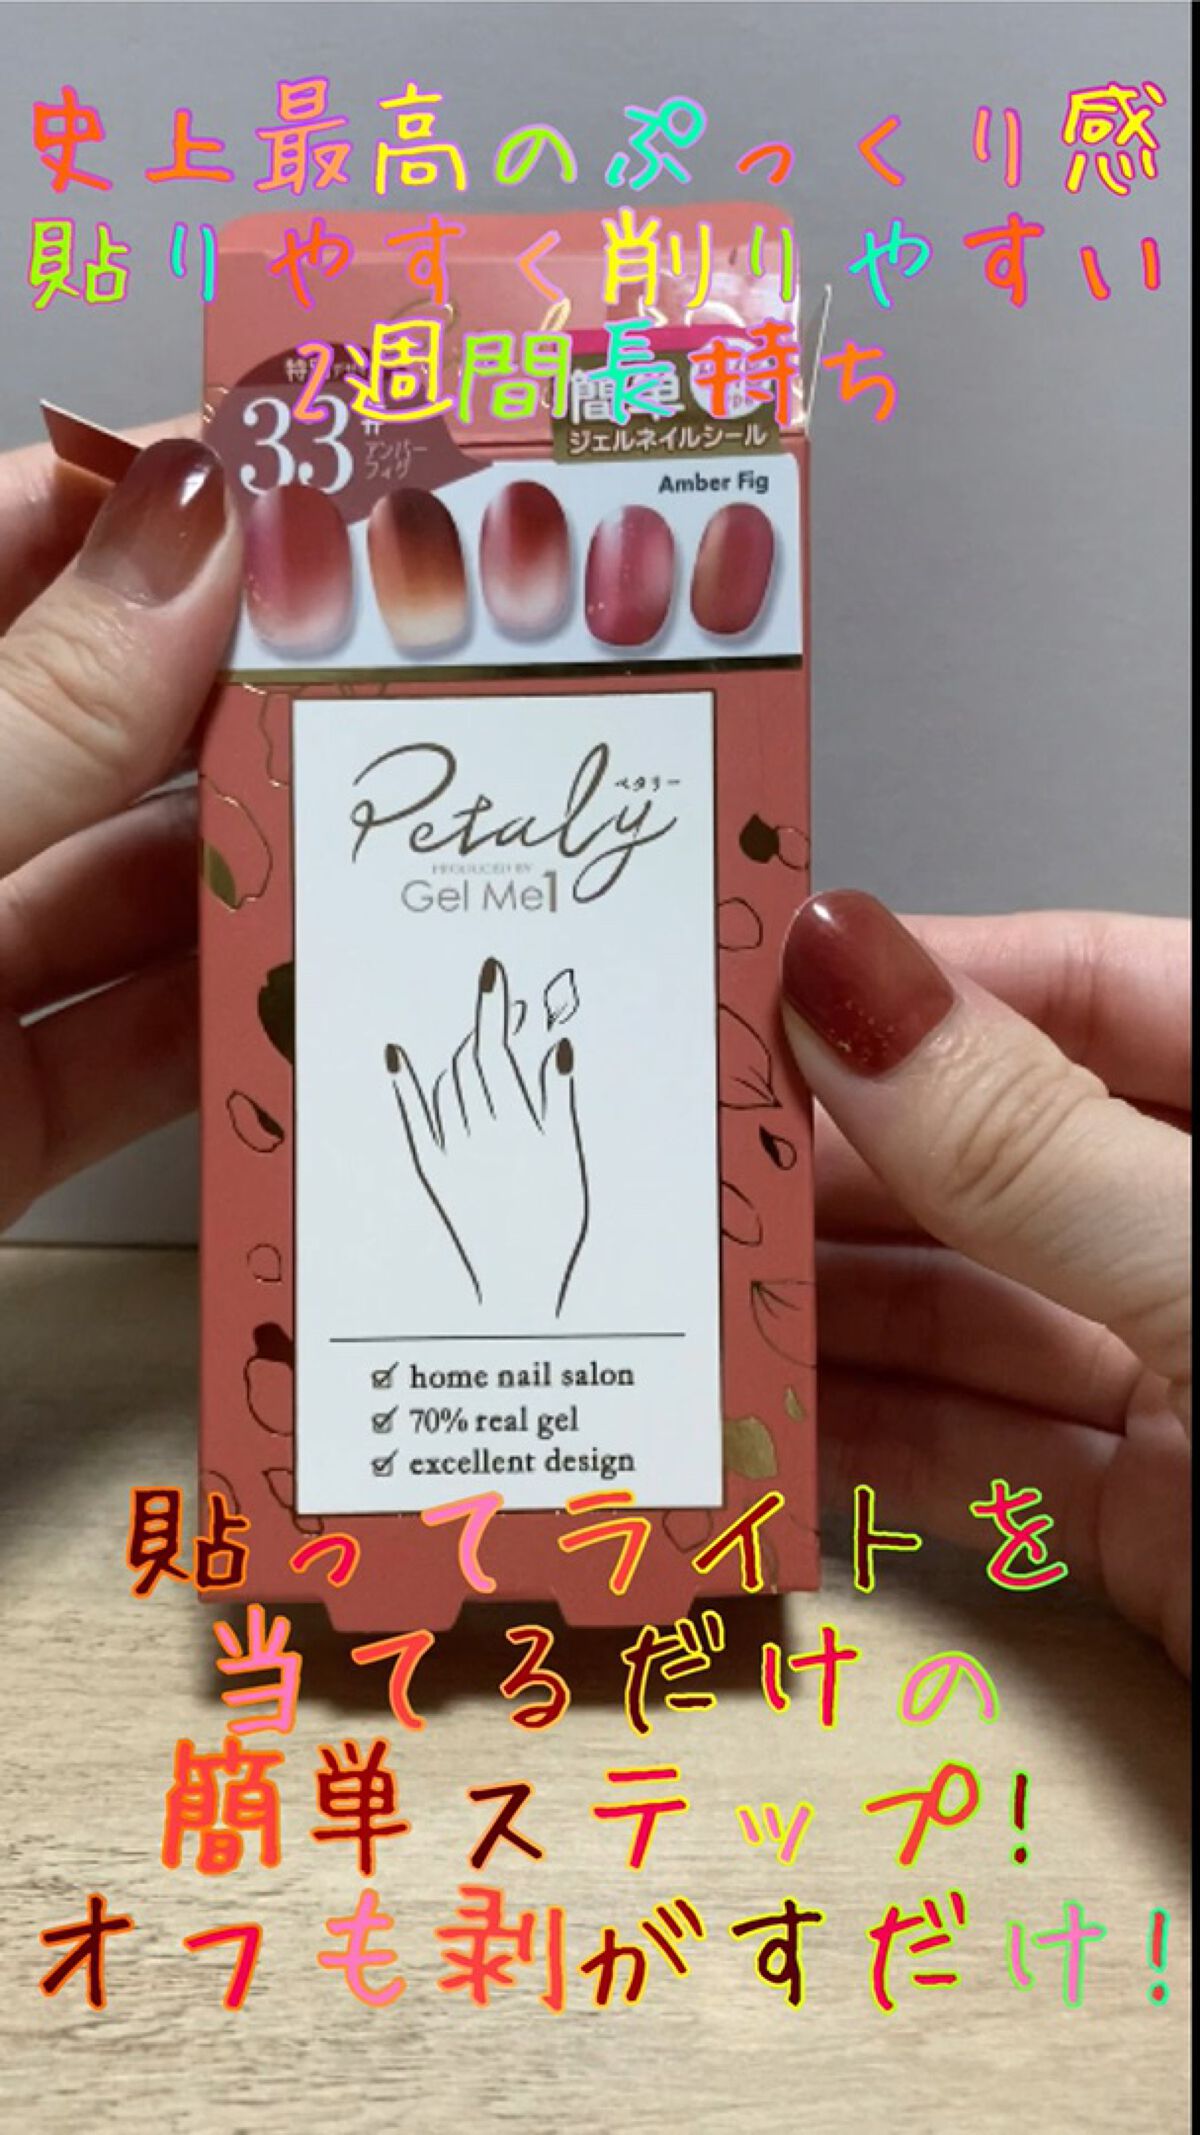 史上最高のぷっくり感
貼りやすく削りやすい
2週間長持ち
33#
アンバーフィグ
簡単
ジェルネイルシール
Amber Fig
Petaly
ペタリー
PRODUCED BY
Gel Me1
home nail salon
70% real gel
excellent design
貼ってライトを
当てるだけの
簡単ステップ!
オフも剥がすだけ!